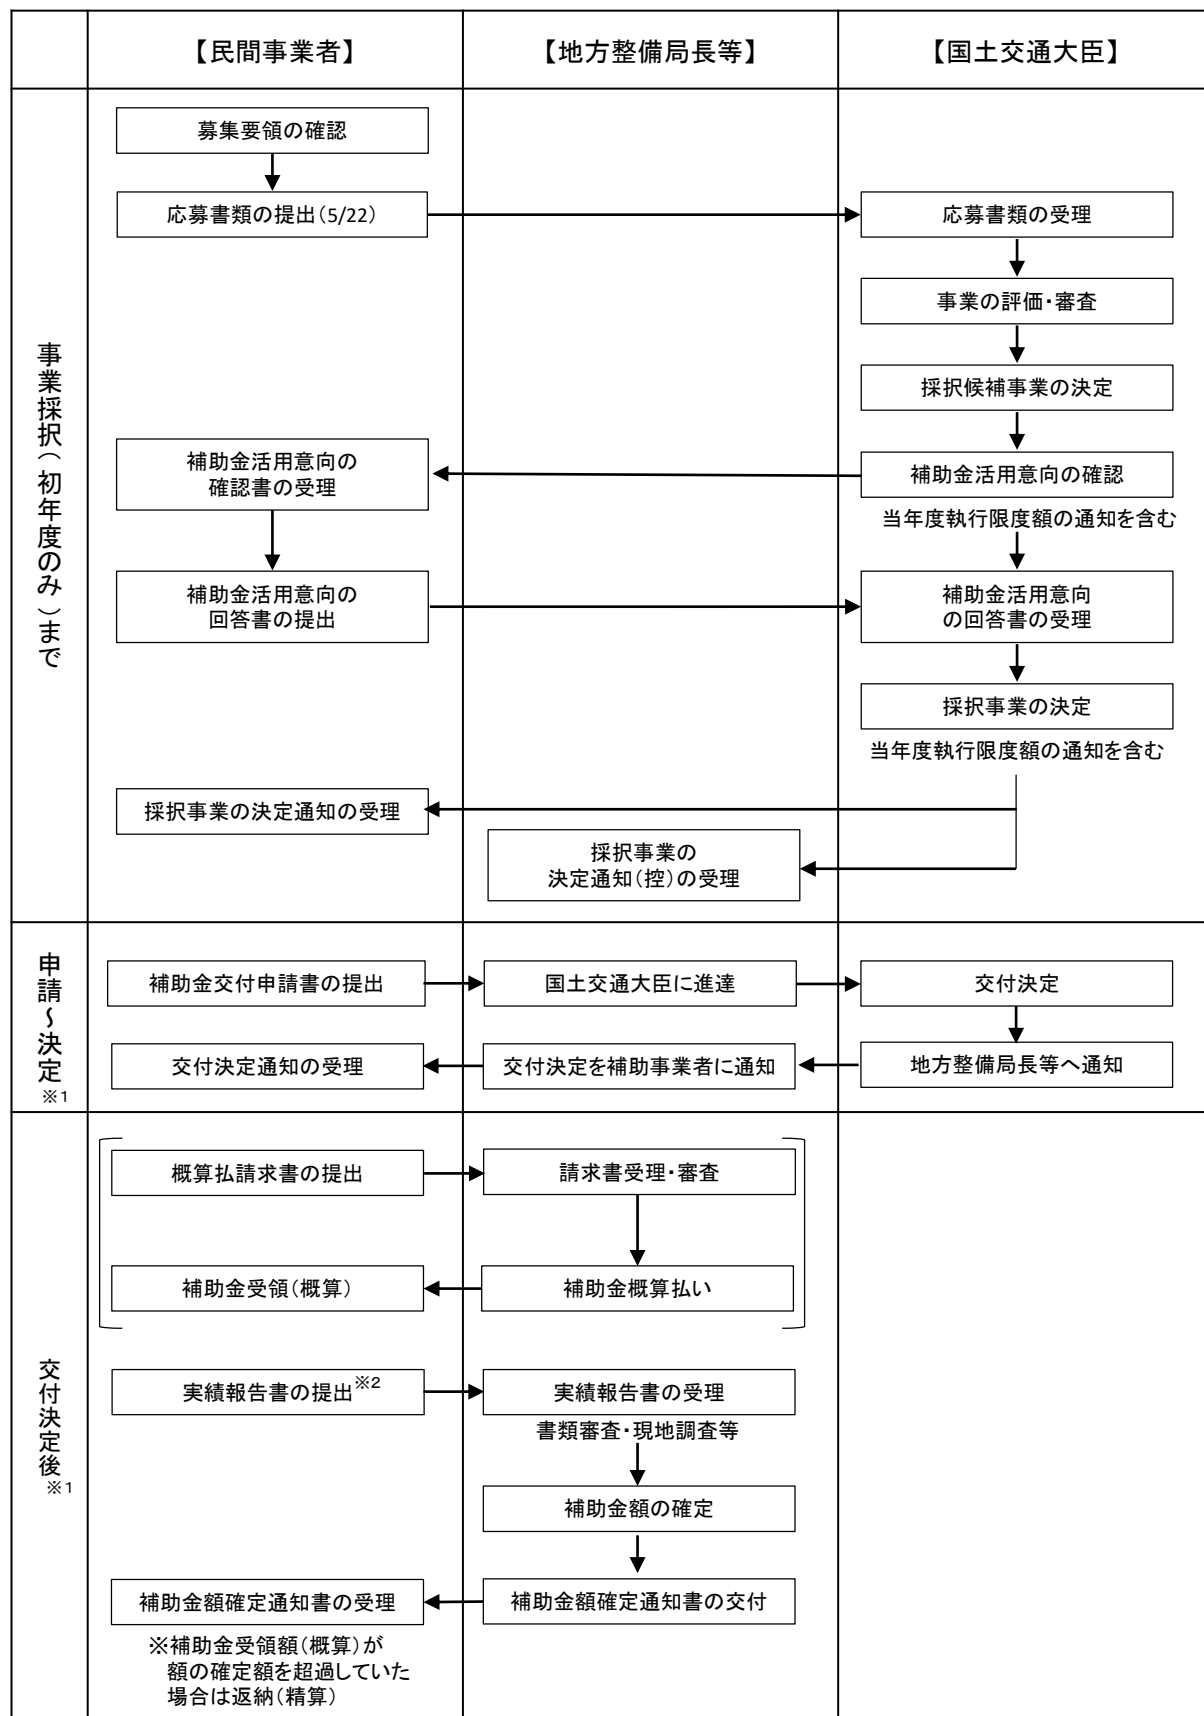 【民間事業者】
【地方整備局長等】
【国土交通大臣】
事業採択（初年度のみ）まで
募集要領の確認
応募書類の提出（5/22）
応募書類の受理
事業の評価・審査
採択候補事業の決定
補助金活用意向の
確認書の受理
補助金活用意向の確認
当年度執行限度額の通知を含む
補助金活用意向の
回答書の提出
補助金活用意向
の回答書の受理
採択事業の決定
当年度執行限度額の通知を含む
採択事業の決定通知の受理
採択事業の
決定通知（控）の受理
申請～決定
※1
補助金交付申請書の提出
国土交通大臣に進達
交付決定
交付決定通知の受理
交付決定を補助事業者に通知
地方整備局長等へ通知
交付決定後
※1
概算払請求書の提出
請求書受理・審査
補助金受領（概算）
補助金概算払い
実績報告書の提出※2
実績報告書の受理
書類審査・現地調査等
補助金額の確定
補助金額確定通知書の受理
補助金額確定通知書の交付
※補助金受領額（概算）が
額の確定額を超過していた
場合は返納（精算）